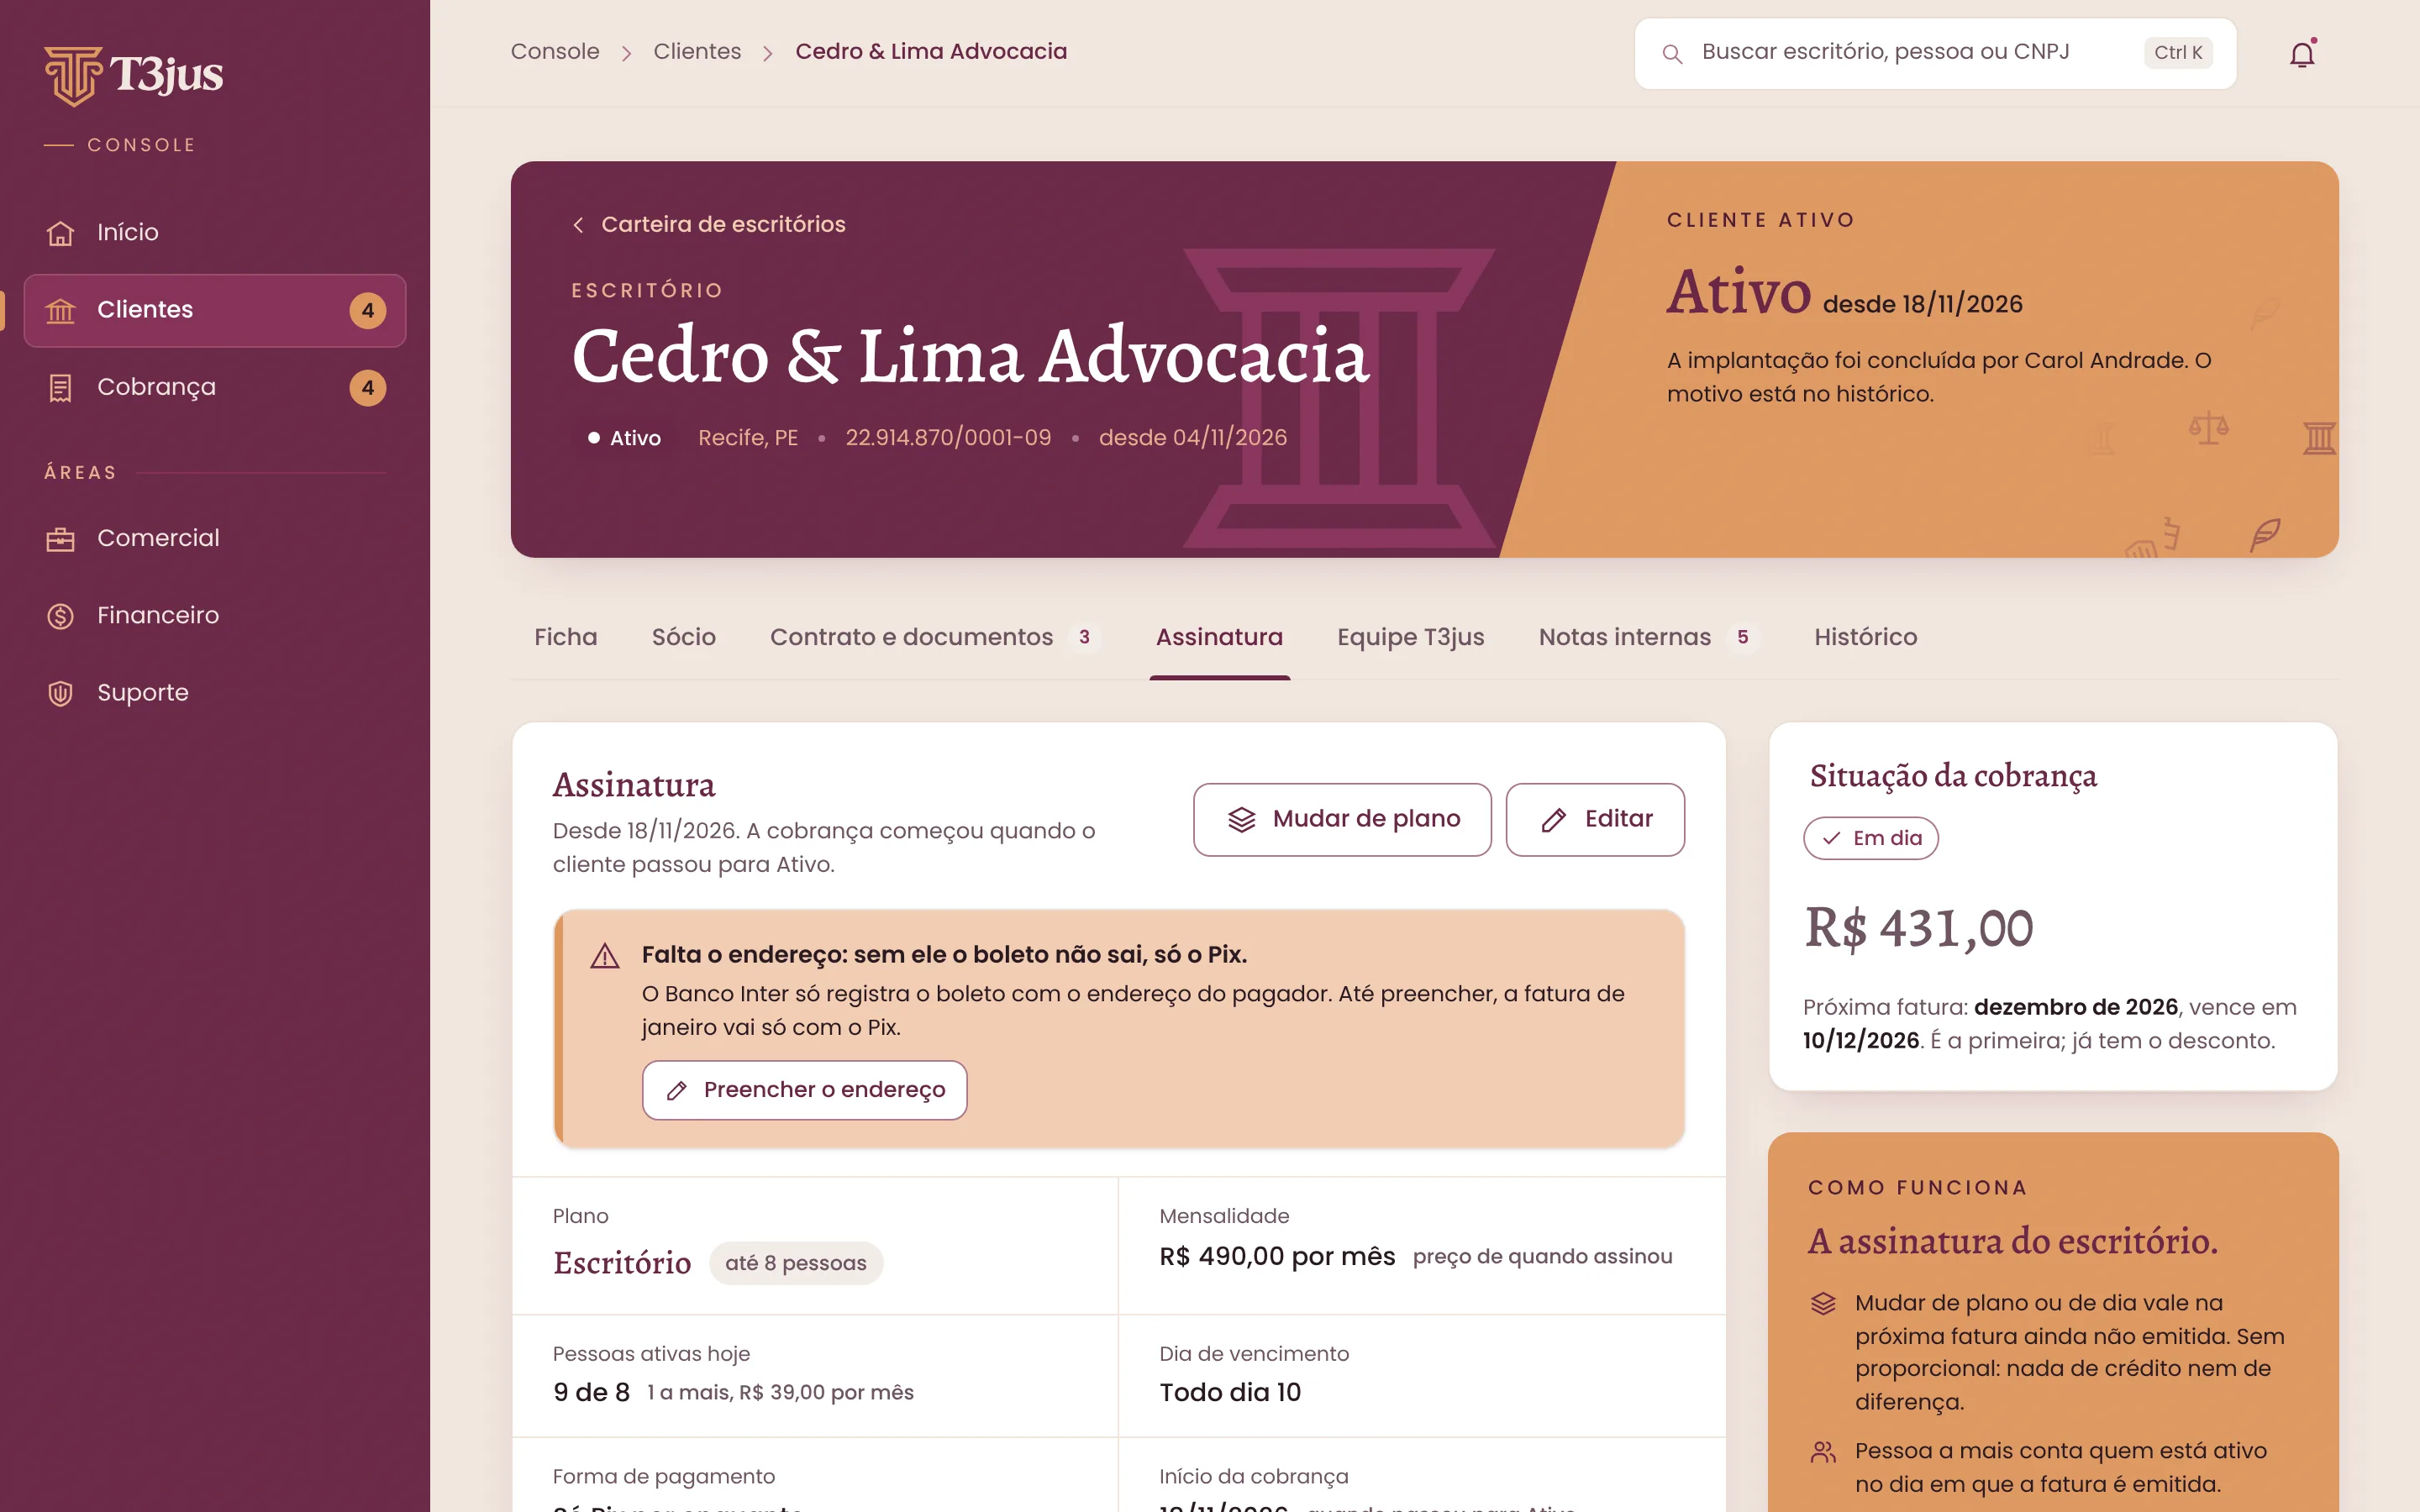 T3jus
CONSOLE
Início
Clientes 4
Cobrança 4
ÁREAS
Comercial
Financeiro
Suporte
Console > Clientes > Cedro & Lima Advocacia
Buscar escritório, pessoa ou CNPJ Ctrl K
Carteira de escritórios
ESCRITÓRIO
Cedro & Lima Advocacia
Ativo Recife, PE • 22.914.870/0001-09 • desde 04/11/2026
CLIENTE ATIVO
Ativo desde 18/11/2026
A implantação foi concluída por Carol Andrade. O
motivo está no histórico.
Ficha Sócio Contrato e documentos 3 Assinatura Equipe T3jus Notas internas 5 Histórico
Assinatura
Desde 18/11/2026. A cobrança começou quando o
cliente passou para Ativo.
Mudar de plano
Editar
Falta o endereço: sem ele o boleto não sai, só o Pix.
O Banco Inter só registra o boleto com o endereço do pagador. Até preencher, a fatura de
janeiro vai só com o Pix.
Preencher o endereço
Plano
Escritório até 8 pessoas
Mensalidade
R$ 490,00 por mês preço de quando assinou
Pessoas ativas hoje
9 de 8 1 a mais, R$ 39,00 por mês
Dia de vencimento
Todo dia 10
Forma de pagamento
Só Pix por enquanto
Início da cobrança
18/11/2026 quando passou para Ativo
Situação da cobrança
Em dia
R$ 431,00
Próxima fatura: dezembro de 2026, vence em
10/12/2026. É a primeira; já tem o desconto.
COMO FUNCIONA
A assinatura do escritório.
Mudar de plano ou de dia vale na
próxima fatura ainda não emitida. Sem
proporcional: nada de crédito nem de
diferença.
Pessoa a mais conta quem está ativo
no dia em que a fatura é emitida.